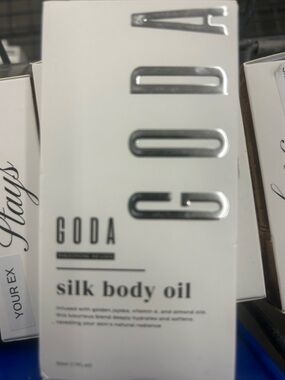 GODA
GODA
silk body oil
Infused with golden jojoba, vitamin e, and almond oils,
this luxurious blend deeply hydrates and softens,
revealing your skin's natural radiance
Stays
YOUR EX